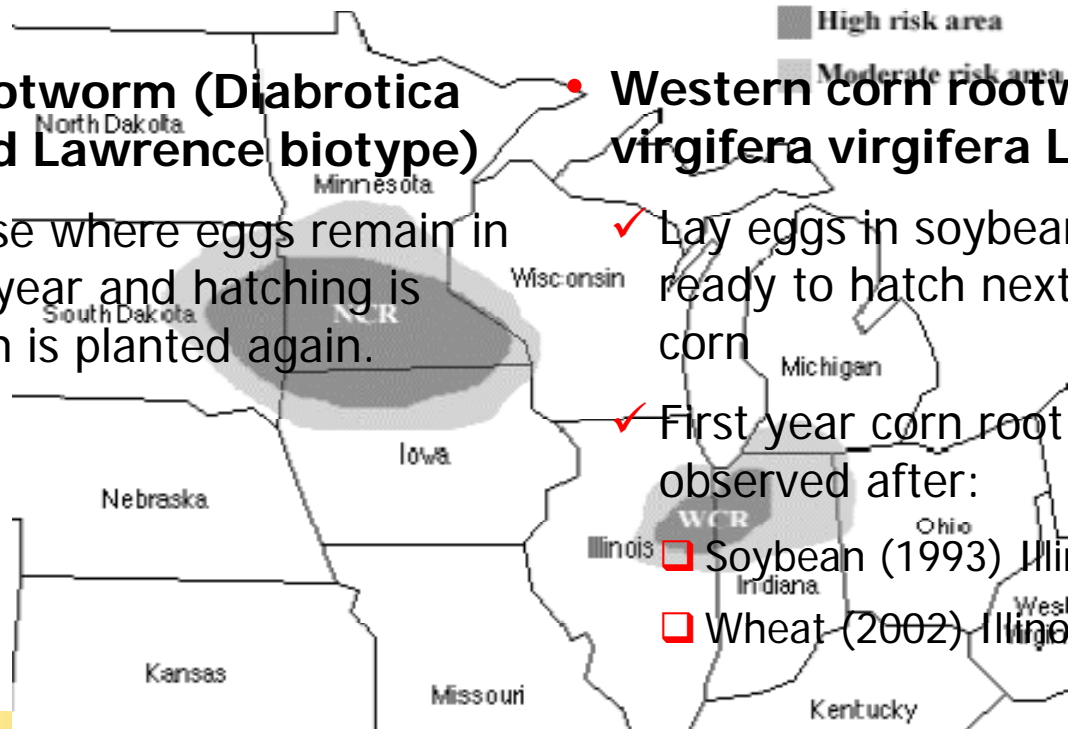 High risk area
Moderate risk area
otworm (Diabrotica
d Lawrence biotype)
se where eggs remain in
year and hatching is
n is planted again.
Western corn rootw
virgifera virgifera L
Lay eggs in soybean
ready to hatch next
corn
First year corn root
observed after:
Soybean (1993) Illin
Wheat (2002) Illino
North Dakota
Minnesota
South Dakota
NCR
Wisconsin
Michigan
Iowa
Nebraska
WCR
Illinois
Indiana
Ohio
West
Virginia
Kansas
Missouri
Kentucky